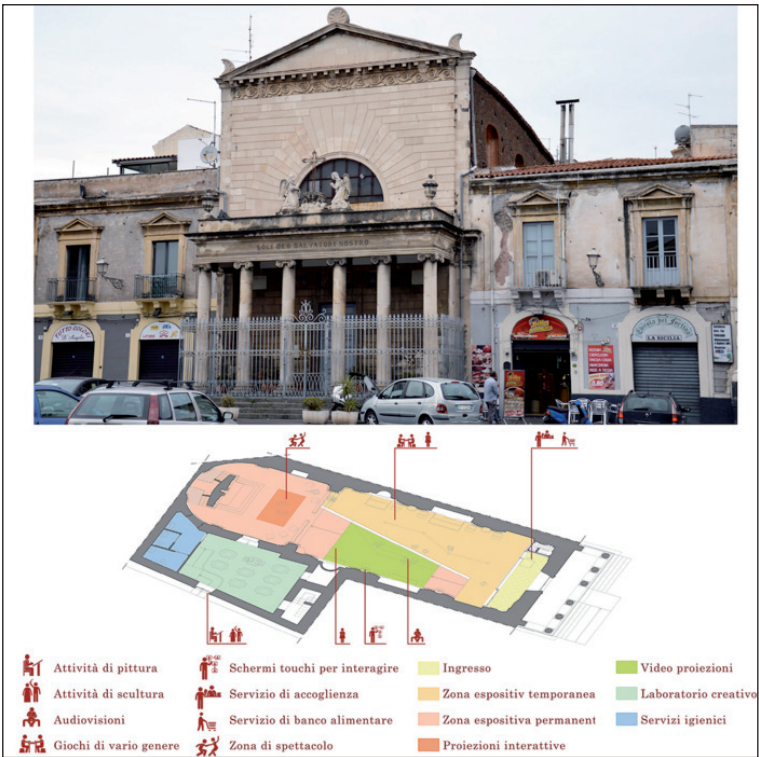 SOLI DEO SALVATORI NOSTRO
LA SICILIA
Attività di pittura
Attività di scultura
Audiovisioni
Giochi di vario genere
Schermi touchi per interagire
Servizio di accoglienza
Servizio di banco alimentare
Zona di spettacolo
Ingresso
Zona espositiv temporanea
Zona espositiva permanent
Proiezioni interattive
Video proiezioni
Laboratorio creativo
Servizi igienici